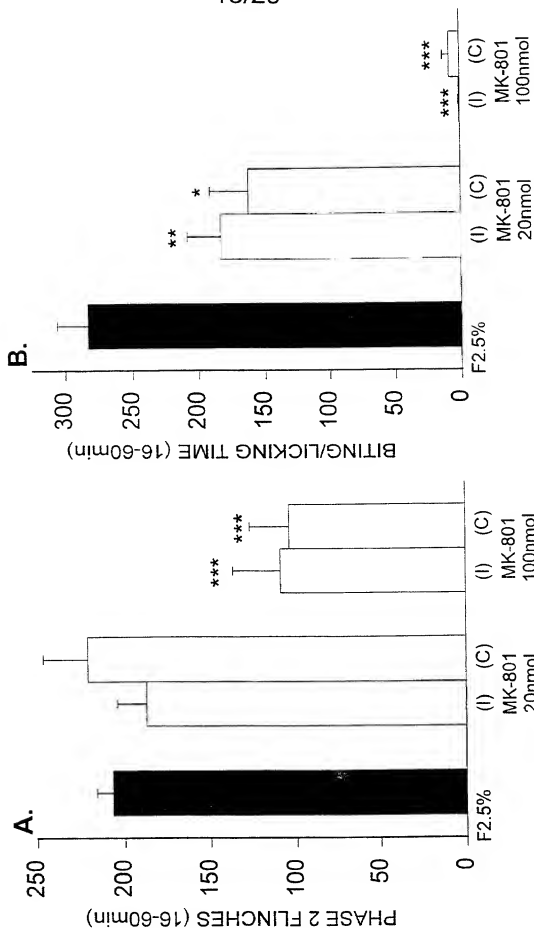 13/20
A.
PHASE 2 FLINCHES (16-60min)
250
200
150
100
50
0
***
***
F2.5%
(I)
(C)
MK-801
20nmol
(I)
(C)
MK-801
100nmol
B.
BITING/LICKING TIME (16-60min)
300
250
200
150
100
50
0
**
*
***
***
F2.5%
(I)
(C)
MK-801
20nmol
(I)
(C)
MK-801
100nmol